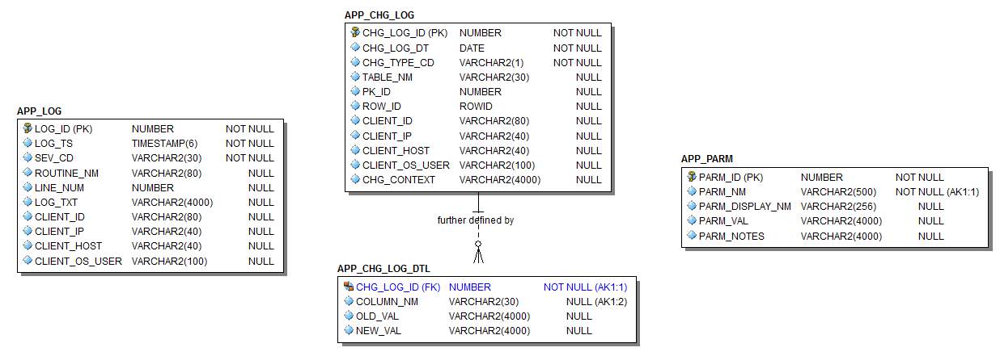 APP_CHG_LOG
CHG_LOG_ID (PK) NUMBER NOT NULL
CHG_LOG_DT DATE NOT NULL
CHG_TYPE_CD VARCHAR2(1) NOT NULL
TABLE_NM VARCHAR2(30) NULL
PK_ID NUMBER NULL
ROW_ID ROWID NULL
CLIENT_ID VARCHAR2(80) NULL
CLIENT_IP VARCHAR2(40) NULL
CLIENT_HOST VARCHAR2(40) NULL
CLIENT_OS_USER VARCHAR2(100) NULL
CHG_CONTEXT VARCHAR2(4000) NULL
APP_LOG
LOG_ID (PK) NUMBER NOT NULL
LOG_TS TIMESTAMP(6) NOT NULL
SEV_CD VARCHAR2(30) NOT NULL
ROUTINE_NM VARCHAR2(80) NULL
LINE_NUM NUMBER NULL
LOG_TXT VARCHAR2(4000) NULL
CLIENT_ID VARCHAR2(80) NULL
CLIENT_IP VARCHAR2(40) NULL
CLIENT_HOST VARCHAR2(40) NULL
CLIENT_OS_USER VARCHAR2(100) NULL
APP_PARM
PARM_ID (PK) NUMBER NOT NULL
PARM_NM VARCHAR2(500) NOT NULL (AK1:1)
PARM_DISPLAY_NM VARCHAR2(256) NULL
PARM_VAL VARCHAR2(4000) NULL
PARM_NOTES VARCHAR2(4000) NULL
further defined by
APP_CHG_LOG_DTL
CHG_LOG_ID (FK) NUMBER NOT NULL (AK1:1)
COLUMN_NM VARCHAR2(30) NULL (AK1:2)
OLD_VAL VARCHAR2(4000) NULL
NEW_VAL VARCHAR2(4000) NULL